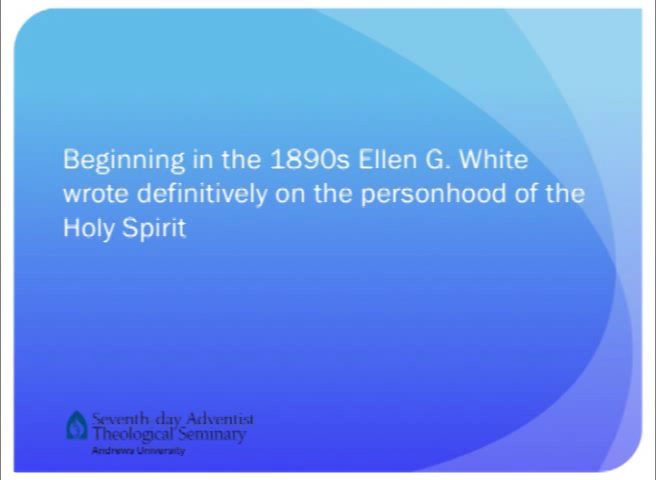 Beginning in the 1890s Ellen G. White
wrote definitively on the personhood of the
Holy Spirit
Seventh-day Adventist
Theological Seminary
Andrews University